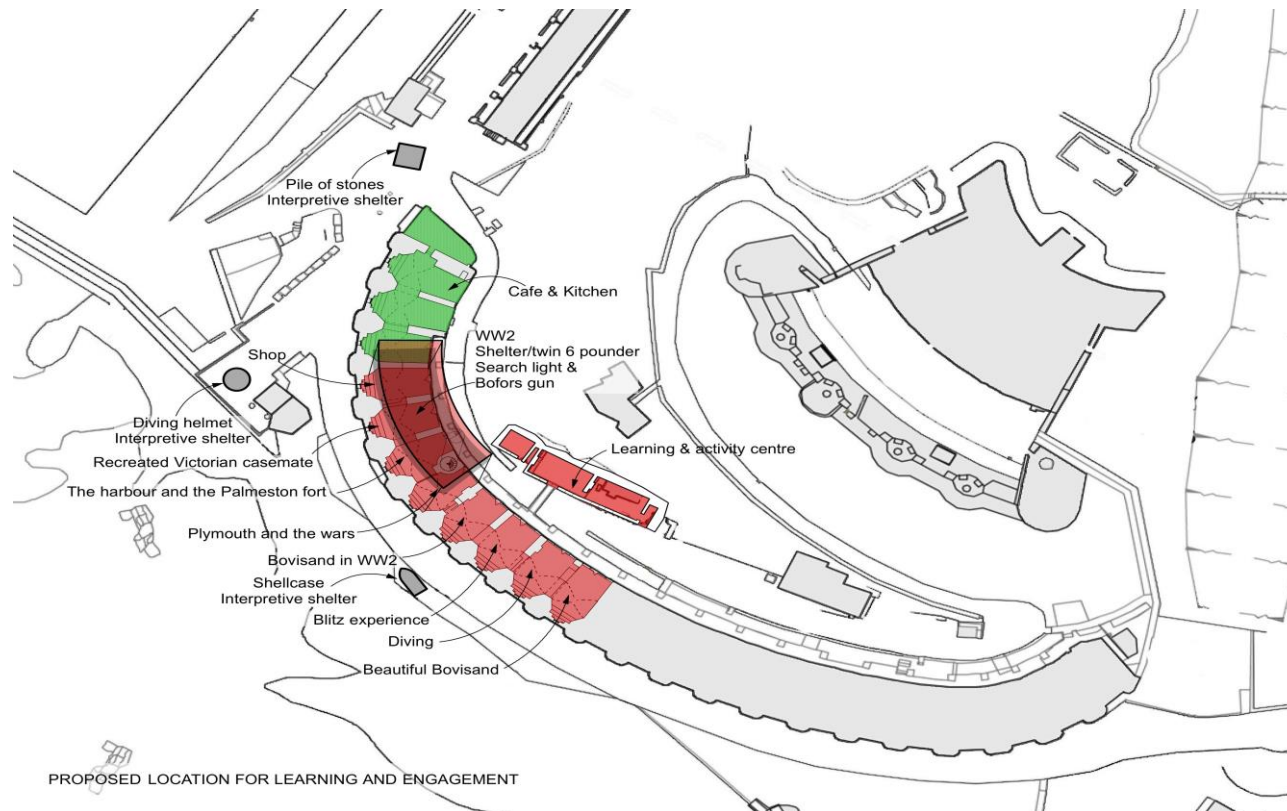 Pile of stones
Interpretive shelter
Cafe & Kitchen
WW2
Shelter/twin 6 pounder
Search light &
Bofors gun
Shop
Diving helmet
Interpretive shelter
Recreated Victorian casemate
Learning & activity centre
The harbour and the Palmeston fort
Plymouth and the wars
Bovisand in WW2
Shellcase
Interpretive shelter
Blitz experience
Diving
Beautiful Bovisand
PROPOSED LOCATION FOR LEARNING AND ENGAGEMENT